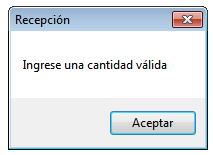 Recepción
Ingrese una cantidad válida
Aceptar